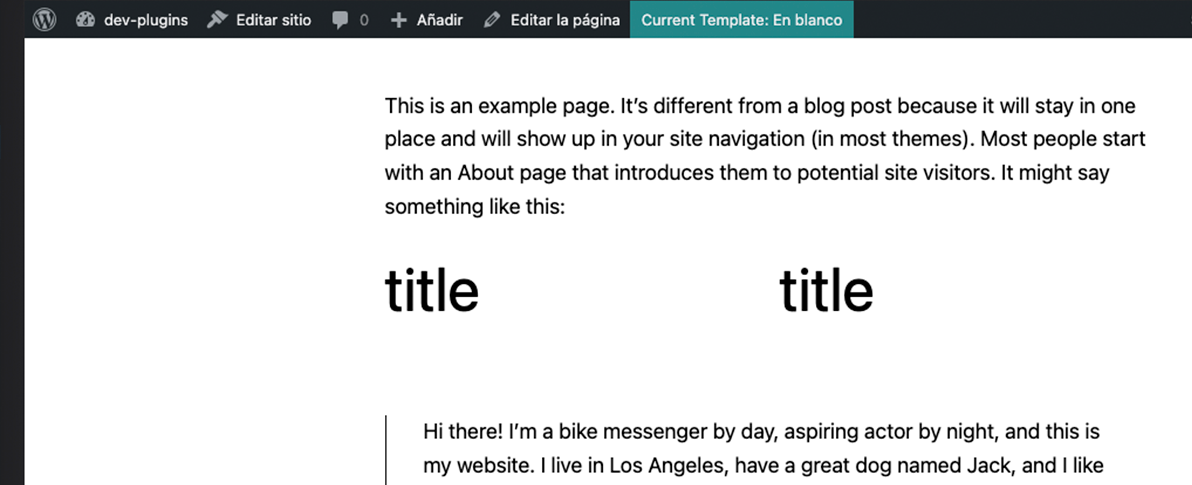 dev-plugins Editar sitio 0 Añadir Editar la página Current Template: En blanco
This is an example page. It’s different from a blog post because it will stay in one
place and will show up in your site navigation (in most themes). Most people start
with an About page that introduces them to potential site visitors. It might say
something like this:
title title
Hi there! I’m a bike messenger by day, aspiring actor by night, and this is
my website. I live in Los Angeles, have a great dog named Jack, and I like